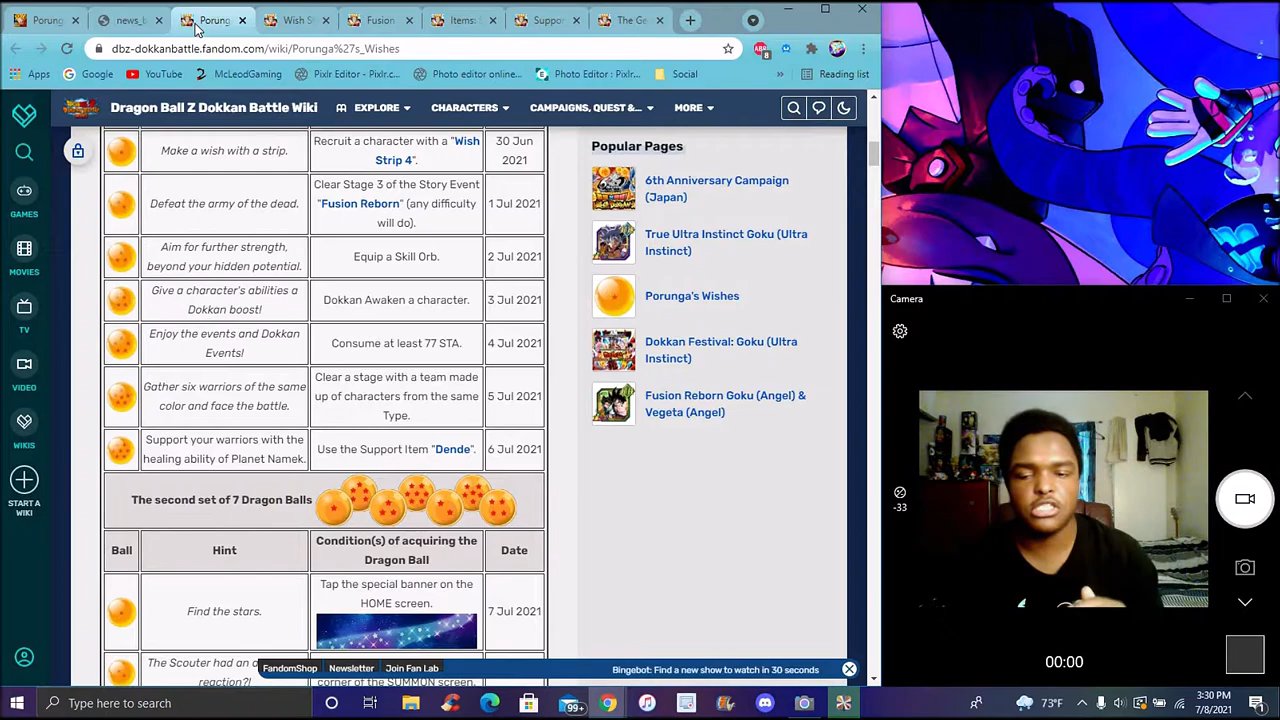 Porung
news_b
Porung
Wish S
Fusion
Items:
Suppor
The Ge
dbz-dokkanbattle.fandom.com/wiki/Porunga%27s_Wishes
ABP
8
Apps
Google
YouTube
McLeodGaming
Pixlr Editor - Pixlr.c...
Photo editor online...
Photo Editor : Pixlr...
Social
»
Reading list
Dragon Ball Z Dokkan Battle Wiki
EXPLORE
CHARACTERS
CAMPAIGNS, QUEST &...
MORE
GAMES
MOVIES
TV
VIDEO
WIKIS
START A
WIKI
Make a wish with a strip.
Recruit a character with a "Wish
Strip 4".
30 Jun
2021
Defeat the army of the dead.
Clear Stage 3 of the Story Event
"Fusion Reborn" (any difficulty
will do).
1 Jul 2021
Aim for further strength,
beyond your hidden potential.
Equip a Skill Orb.
2 Jul 2021
Give a character's abilities a
Dokkan boost!
Dokkan Awaken a character.
3 Jul 2021
Enjoy the events and Dokkan
Events!
Consume at least 77 STA.
4 Jul 2021
Gather six warriors of the same
color and face the battle.
Clear a stage with a team made
up of characters from the same
Type.
5 Jul 2021
Support your warriors with the
healing ability of Planet Namek.
Use the Support Item "Dende".
6 Jul 2021
The second set of 7 Dragon Balls
Ball
Hint
Condition(s) of acquiring the
Dragon Ball
Date
Find the stars.
Tap the special banner on the
HOME screen.
7 Jul 2021
The Scouter had an
reaction?!
corner of the SUMMON screen.
Popular Pages
6th Anniversary Campaign
(Japan)
True Ultra Instinct Goku (Ultra
Instinct)
Porunga's Wishes
Dokkan Festival: Goku (Ultra
Instinct)
Fusion Reborn Goku (Angel) &
Vegeta (Angel)
FandomShop
Newsletter
Join Fan Lab
Bingebot: Find a new show to watch in 30 seconds
Camera
-33
00:00
Type here to search
99+
73°F
3:30 PM
7/8/2021